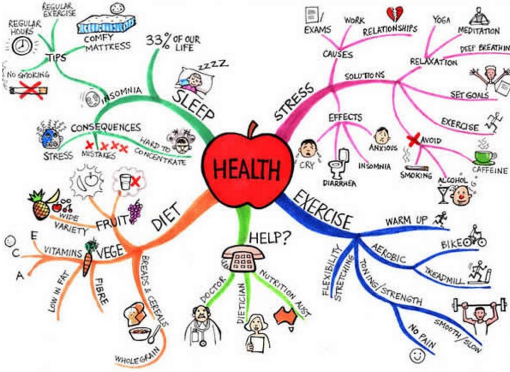 HEALTH
SLEEP
33% OF OUR
LIFE
ZZZZ
INSOMNIA
TIPS
REGULAR
HOURS
REGULAR
EXERCISE
COMFY
MATTRESS
NO SMOKING
CONSEQUENCES
STRESS
MISTAKES
HARD TO
CONCENTRATE
STRESS
CAUSES
EXAMS
WORK
RELATIONSHIPS
SOLUTIONS
RELAXATION
YOGA
MEDITATION
DEEP BREATHIN
SET GOALS
EXERCISE
AVOID
SMOKING
ALCOHOL
CAFFEINE
EFFECTS
CRY
DIARRHEA
INSOMNIA
ANXIOUS
EXERCISE
WARM UP
AEROBIC
BIKE
TREADMILL
TONING/STRENGTH
SMOOTH/SLOW
NO PAIN
FLEXIBILITY
STRETCHING
HELP?
DOCTOR
DIETICIAN
NUTRITION AUST
DIET
FRUIT
WIDE
VARIETY
VEGE
VITAMINS
E
C
A
LOW IN FAT
FIBRE
BREADS & CEREALS
WHOLEGRAIN